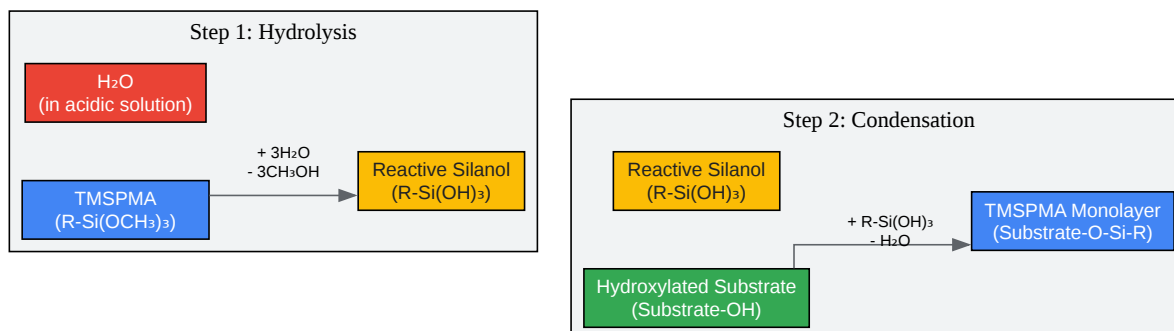 Step 1: Hydrolysis
H₂O
(in acidic solution)
+ 3H₂O
- 3CH₃OH
TMSPMA
(R-Si(OCH₃)₃)
Reactive Silanol
(R-Si(OH)₃)
Step 2: Condensation
Reactive Silanol
(R-Si(OH)₃)
+ R-Si(OH)₃
- H₂O
TMSPMA Monolayer
(Substrate-O-Si-R)
Hydroxylated Substrate
(Substrate-OH)